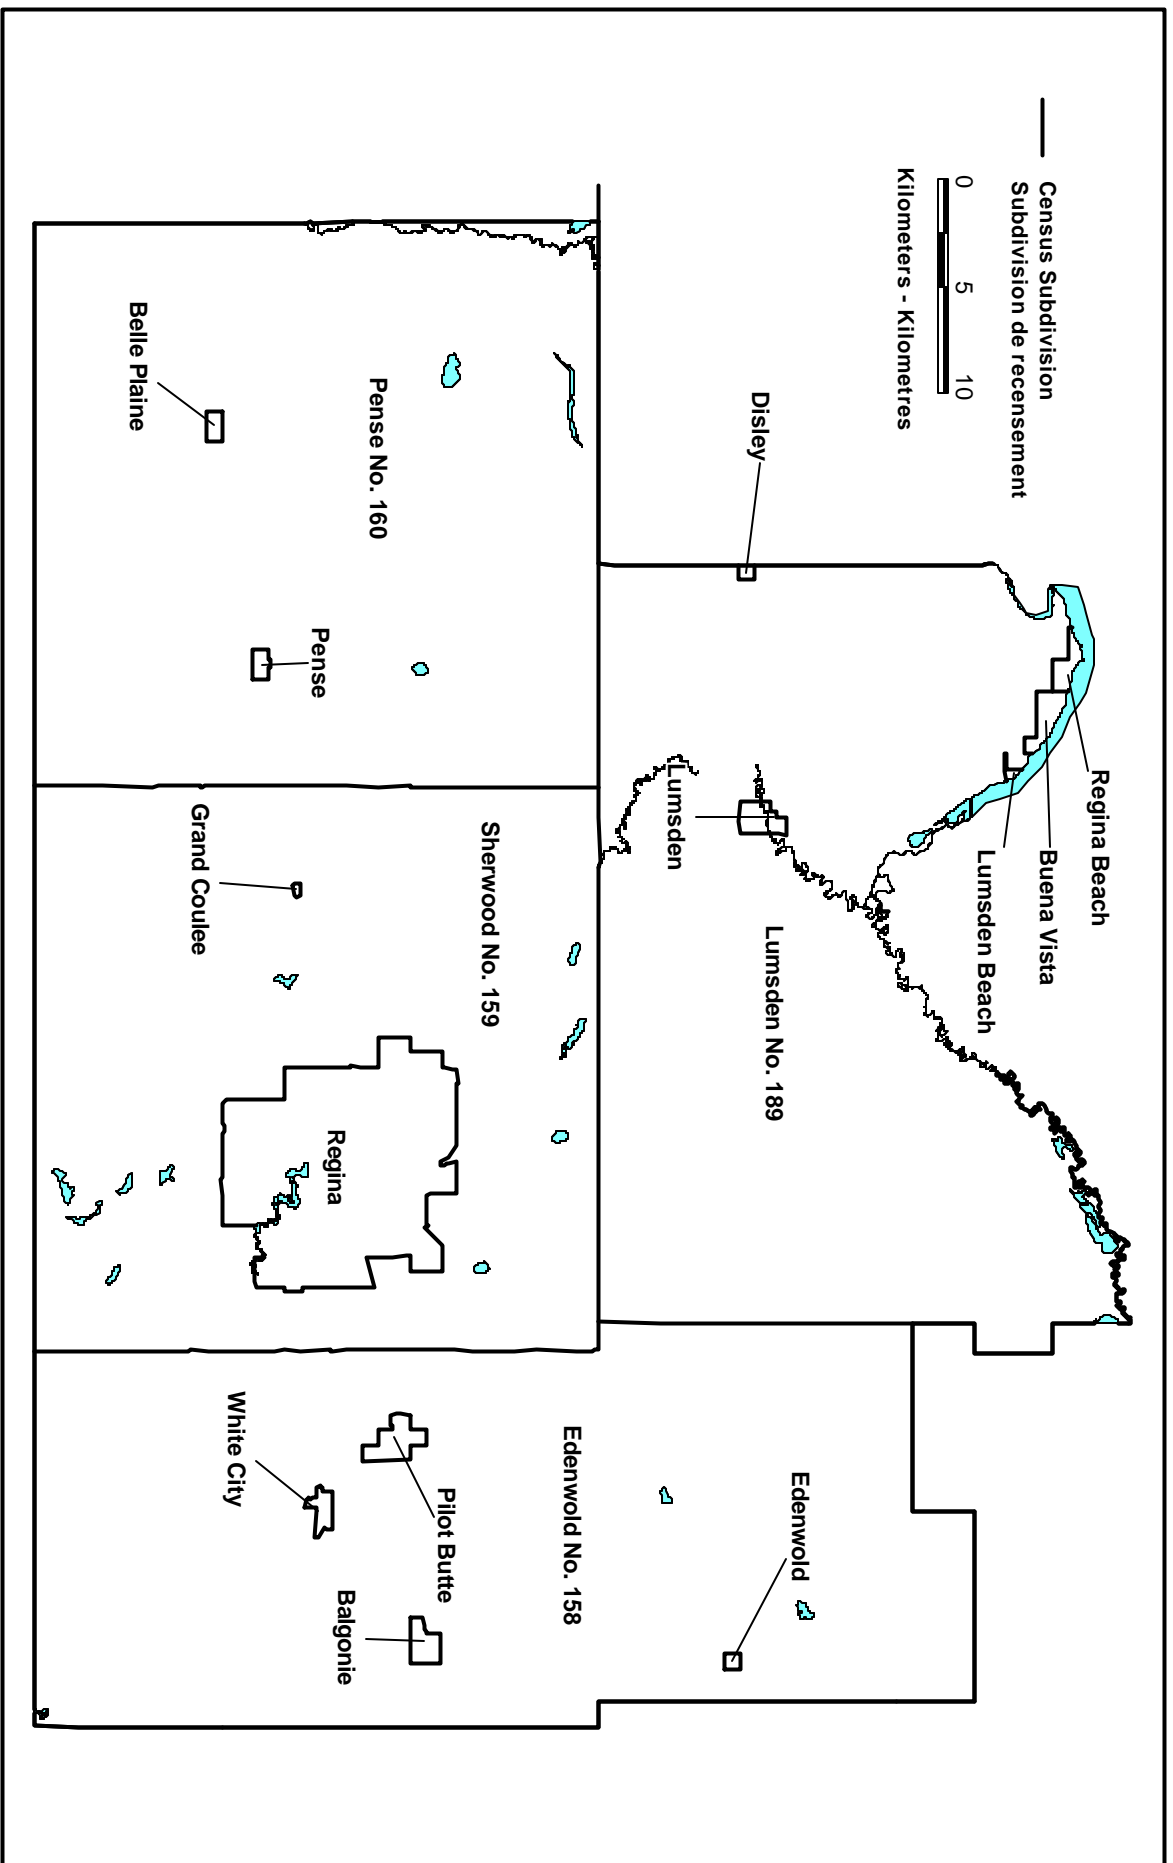 Census Subdivision
Subdivision de recensement
0 5 10
Kilometers - Kilometres
Regina Beach
Buena Vista
Lumsden Beach
Disley
Lumsden
Lumsden No. 189
Edenwold
Edenwold No. 158
Pense No. 160
Sherwood No. 159
Pilot Butte
Balgonie
Regina
Pense
White City
Grand Coulee
Belle Plaine